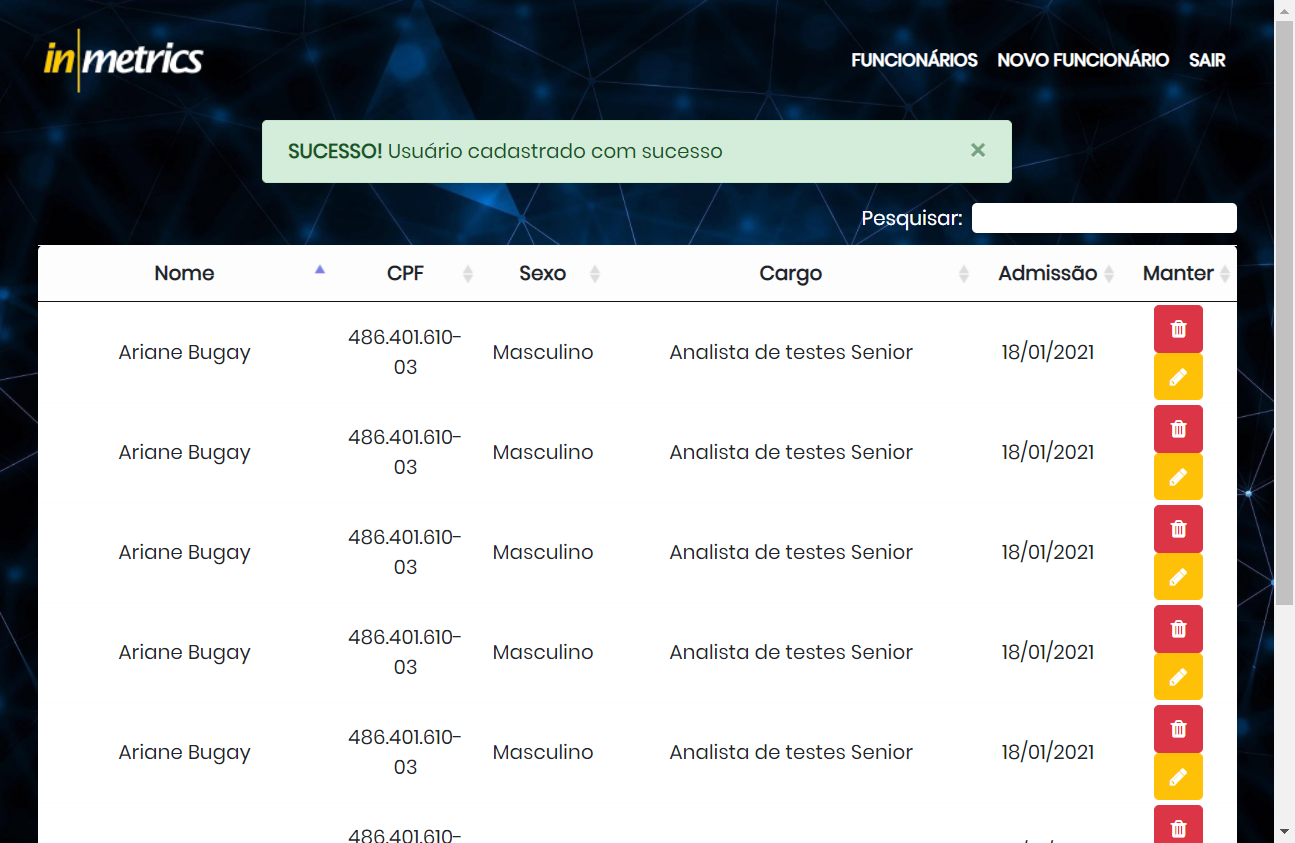 in|metrics
FUNCIONÁRIOS NOVO FUNCIONÁRIO SAIR
SUCESSO! Usuário cadastrado com sucesso ×
Pesquisar:
Nome CPF Sexo Cargo Admissão Manter
486.401.610-
Ariane Bugay Masculino Analista de testes Senior 18/01/2021
03
486.401.610-
Ariane Bugay Masculino Analista de testes Senior 18/01/2021
03
486.401.610-
Ariane Bugay Masculino Analista de testes Senior 18/01/2021
03
486.401.610-
Ariane Bugay Masculino Analista de testes Senior 18/01/2021
03
486.401.610-
Ariane Bugay Masculino Analista de testes Senior 18/01/2021
03
486.401.610-